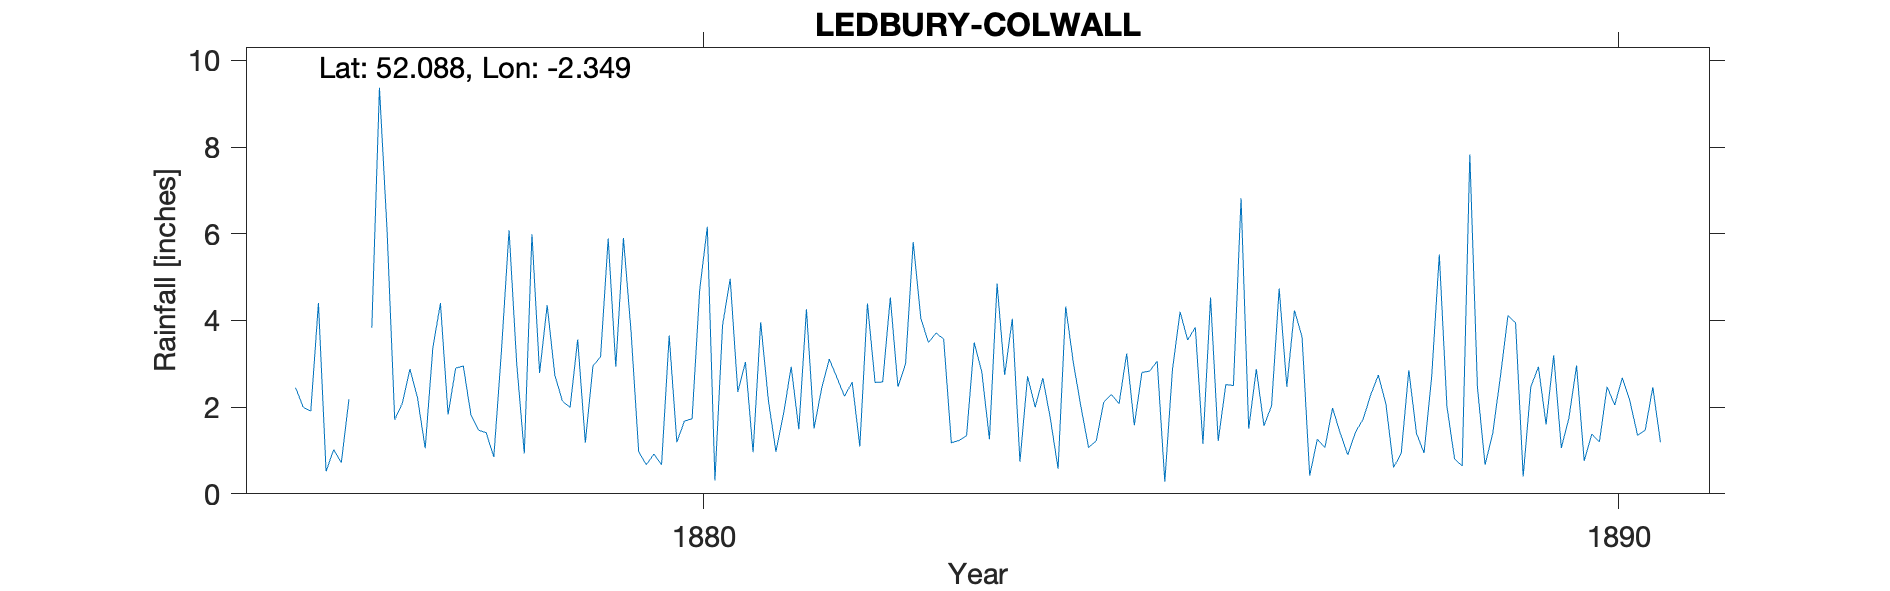 LEDBURY-COLWALL
Lat: 52.088, Lon: -2.349
Rainfall [inches]
10
8
6
4
2
0
1880
1890
Year